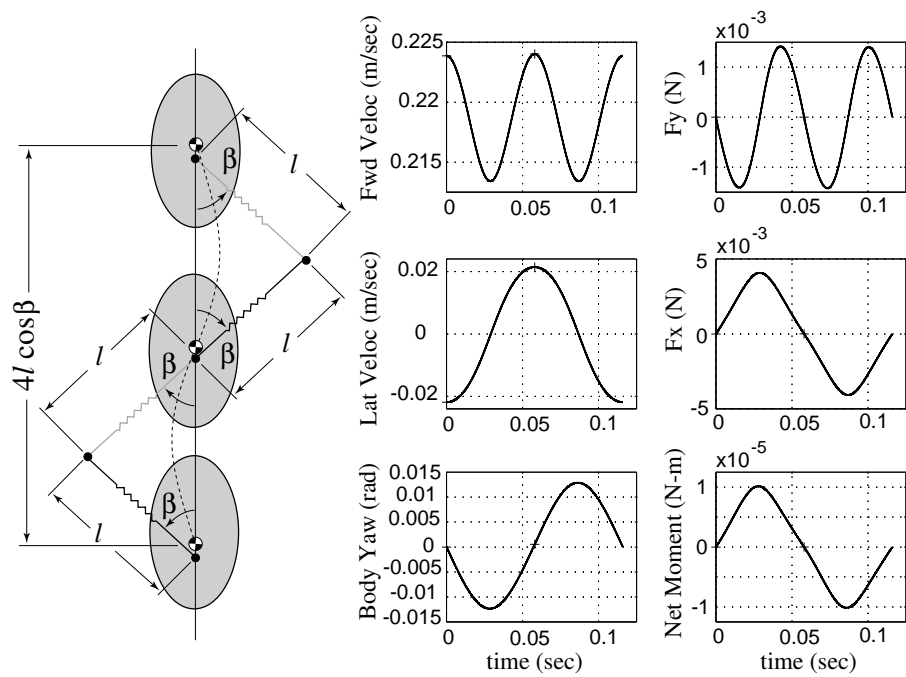 4l cosβ
β
l
β
β
l
l
β
l
Fwd Veloc (m/sec)
0.225
0.22
0.215
0 0.05 0.1
x10⁻³
Fy (N)
1
0
-1
0 0.05 0.1
Lat Veloc (m/sec)
0.02
0
-0.02
0 0.05 0.1
x10⁻³
Fx (N)
5
0
-5
0 0.05 0.1
Body Yaw (rad)
0.015
0.01
0.005
0
-0.005
-0.01
-0.015
0 0.05 0.1
time (sec)
x10⁻⁵
Net Moment (N-m)
1
0
-1
0 0.05 0.1
time (sec)